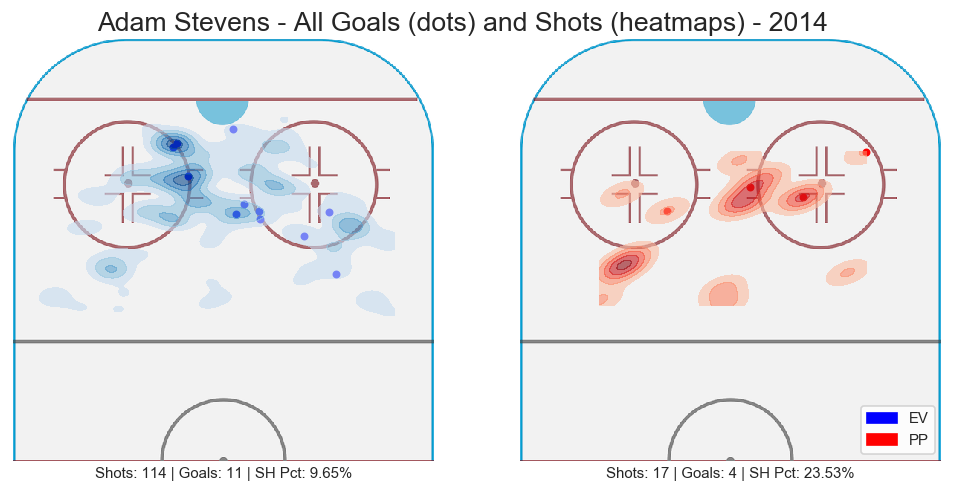 Adam Stevens - All Goals (dots) and Shots (heatmaps) - 2014
EV
PP
Shots: 114 | Goals: 11 | SH Pct: 9.65%
Shots: 17 | Goals: 4 | SH Pct: 23.53%